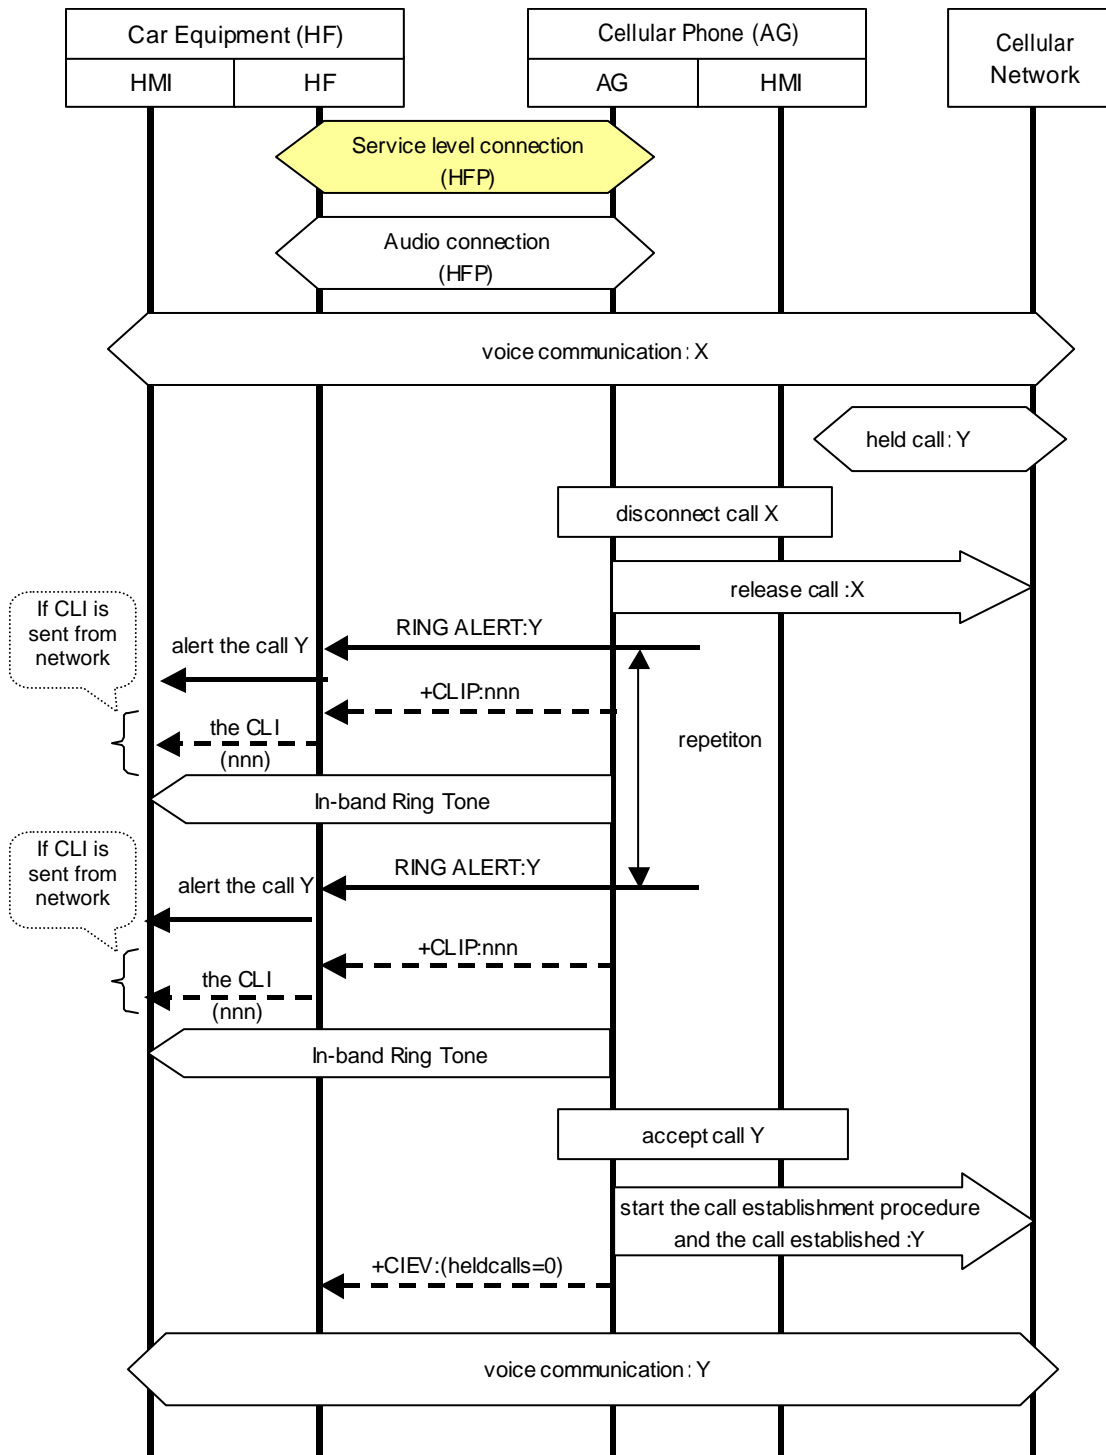 Car Equipment (HF)
Cellular Phone (AG)
Cellular
Network
HMI
HF
AG
HMI
Service level connection
(HFP)
Audio connection
(HFP)
voice communication: X
held call: Y
disconnect call X
release call :X
If CLI is
sent from
network
RING ALERT:Y
alert the call Y
+CLIP:nnn
the CLI
(nnn)
repetiton
In-band Ring Tone
If CLI is
sent from
network
RING ALERT:Y
alert the call Y
+CLIP:nnn
the CLI
(nnn)
In-band Ring Tone
accept call Y
start the call establishment procedure
and the call established :Y
+CIEV:(heldcalls=0)
voice communication: Y